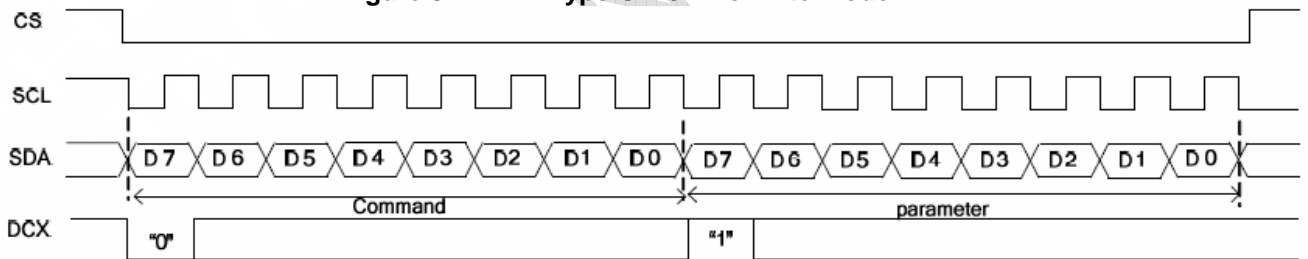 CS
SCL
SDA D7 D6 D5 D4 D3 D2 D1 D0 D7 D6 D5 D4 D3 D2 D1 D0
Command parameter
DCX "0" "1"